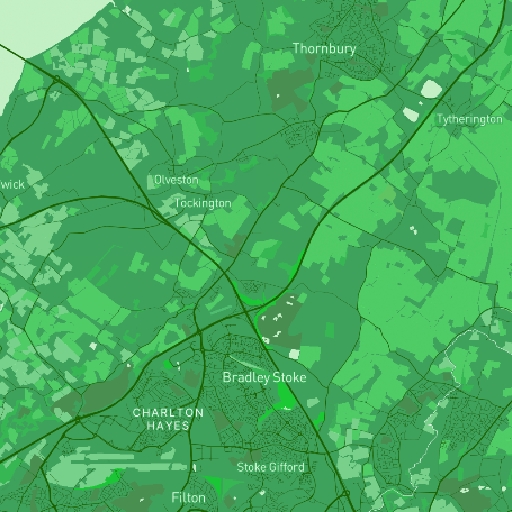 Thornbury
Tytherington
Olveston
wick
Tockington
Bradley Stoke
CHARLTON
HAYES
Stoke Gifford
Filton